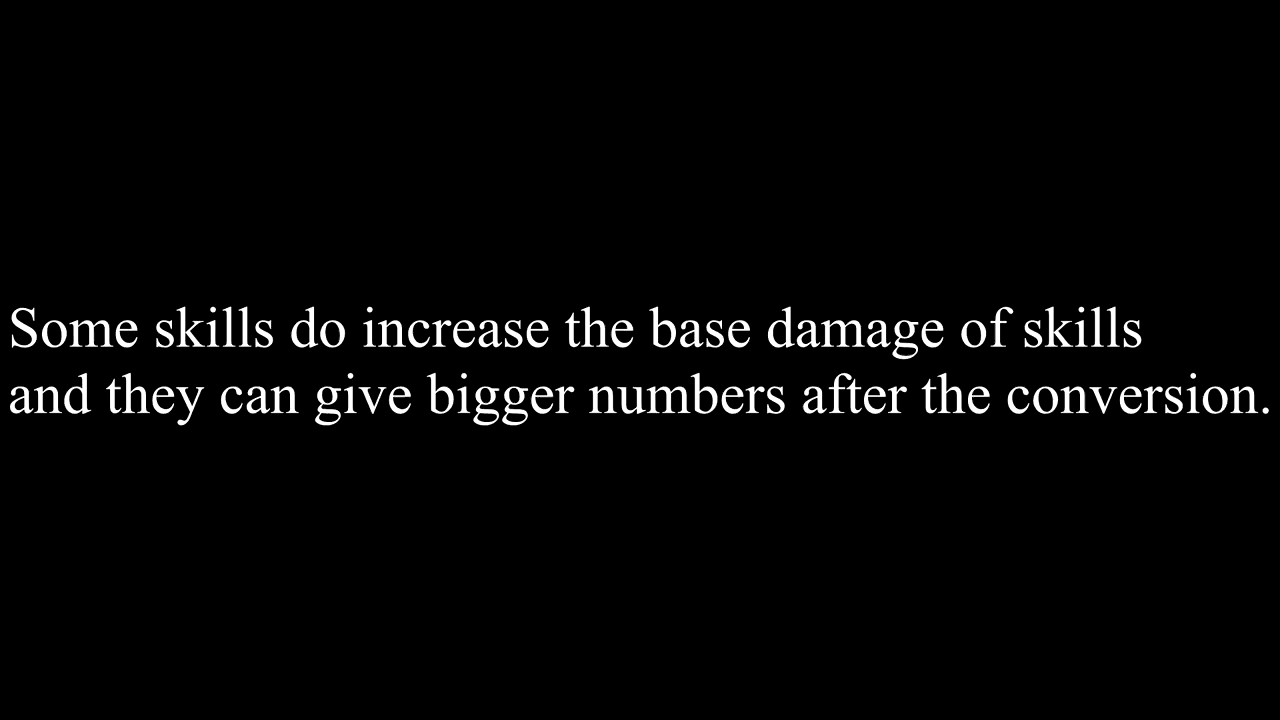 Some skills do increase the base damage of skills
and they can give bigger numbers after the conversion.